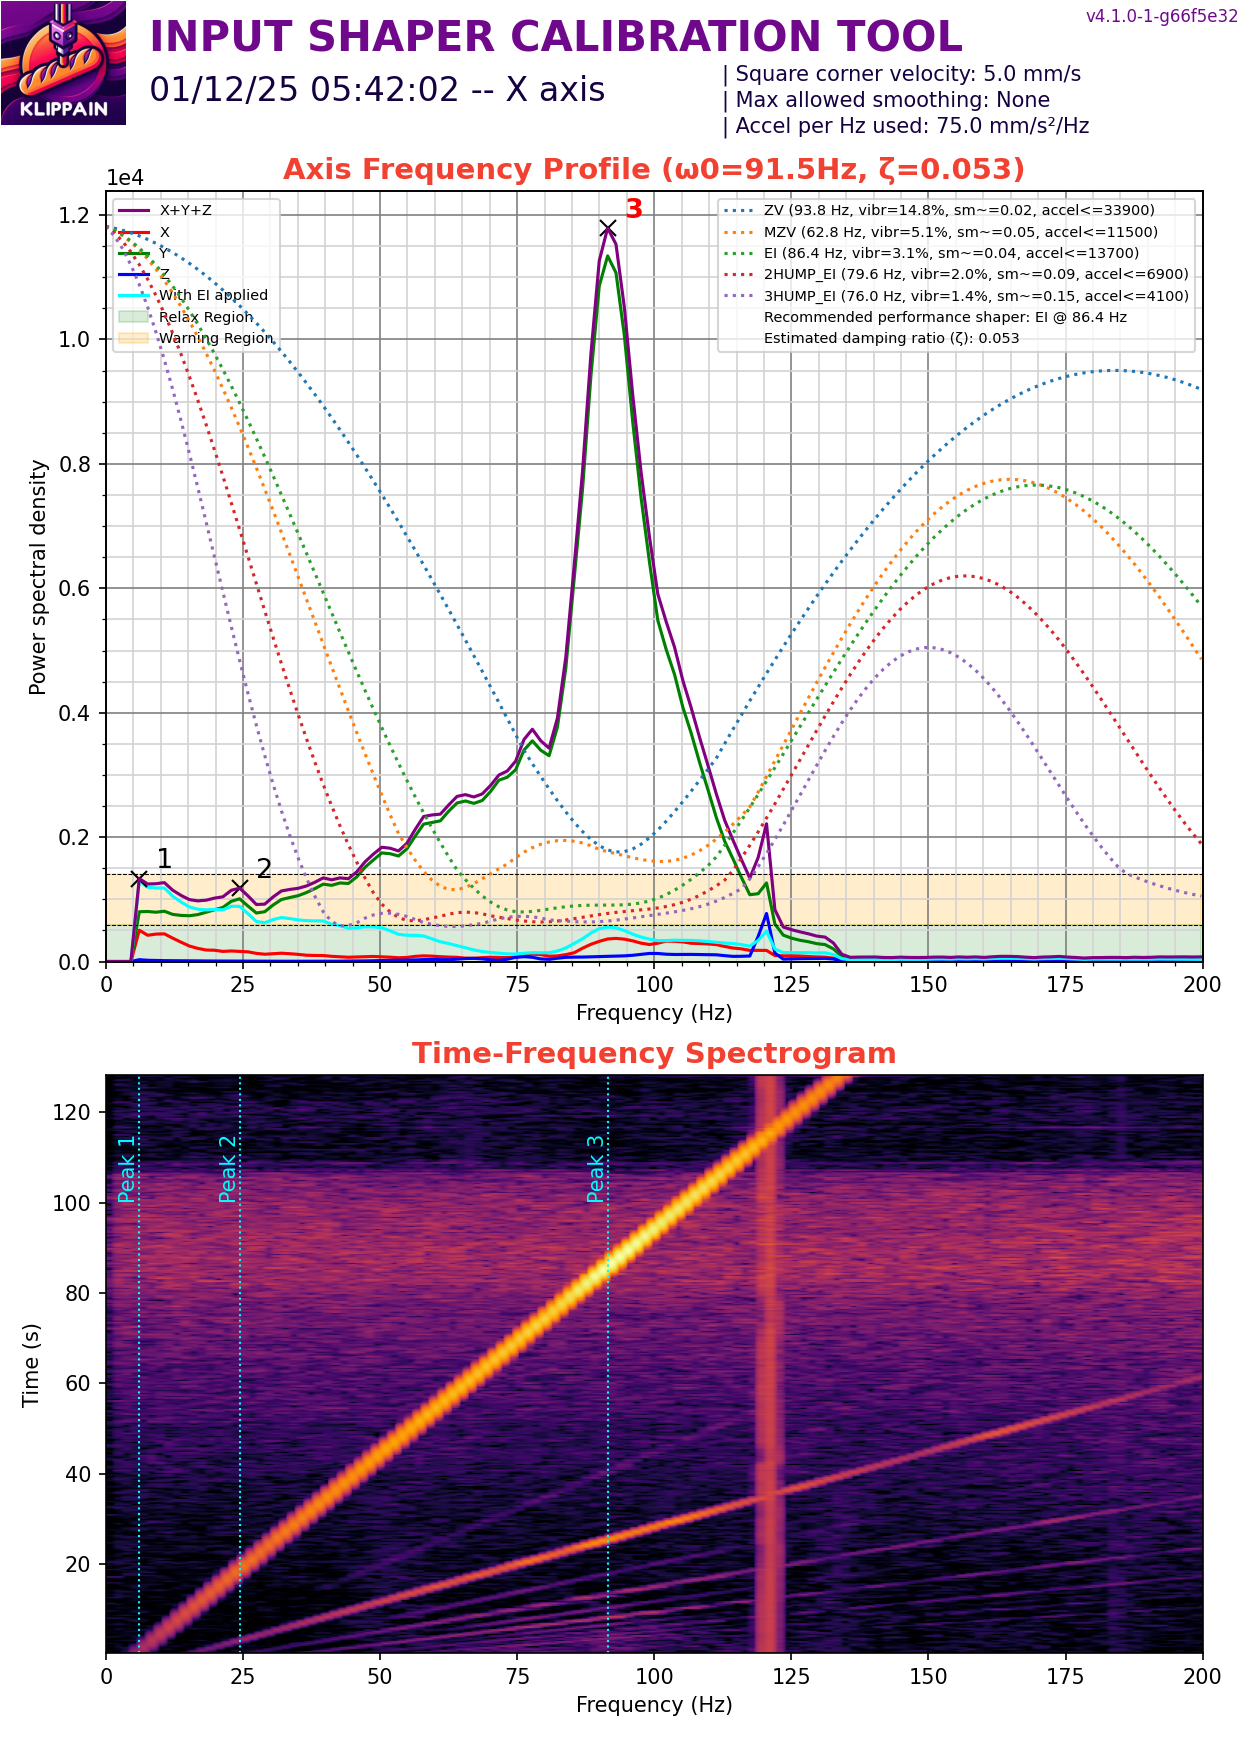 v4.1.0-1-g66f5e32
INPUT SHAPER CALIBRATION TOOL
01/12/25 05:42:02 -- X axis
| Square corner velocity: 5.0 mm/s
| Max allowed smoothing: None
| Accel per Hz used: 75.0 mm/s²/Hz
KLIPPAIN
Axis Frequency Profile (ω0=91.5Hz, ζ=0.053)
1e4
X+Y+Z
X
Y
Z
With EI applied
Relax Region
Warning Region
3
ZV (93.8 Hz, vibr=14.8%, sm~=0.02, accel<=33900)
MZV (62.8 Hz, vibr=5.1%, sm~=0.05, accel<=11500)
EI (86.4 Hz, vibr=3.1%, sm~=0.04, accel<=13700)
2HUMP_EI (79.6 Hz, vibr=2.0%, sm~=0.09, accel<=6900)
3HUMP_EI (76.0 Hz, vibr=1.4%, sm~=0.15, accel<=4100)
Recommended performance shaper: EI @ 86.4 Hz
Estimated damping ratio (ζ): 0.053
1.2
1.0
0.8
0.6
0.4
0.2
0.0
Power spectral density
1
2
0 25 50 75 100 125 150 175 200
Frequency (Hz)
Time-Frequency Spectrogram
120
100
80
60
40
20
Time (s)
Peak 1
Peak 2
Peak 3
0 25 50 75 100 125 150 175 200
Frequency (Hz)